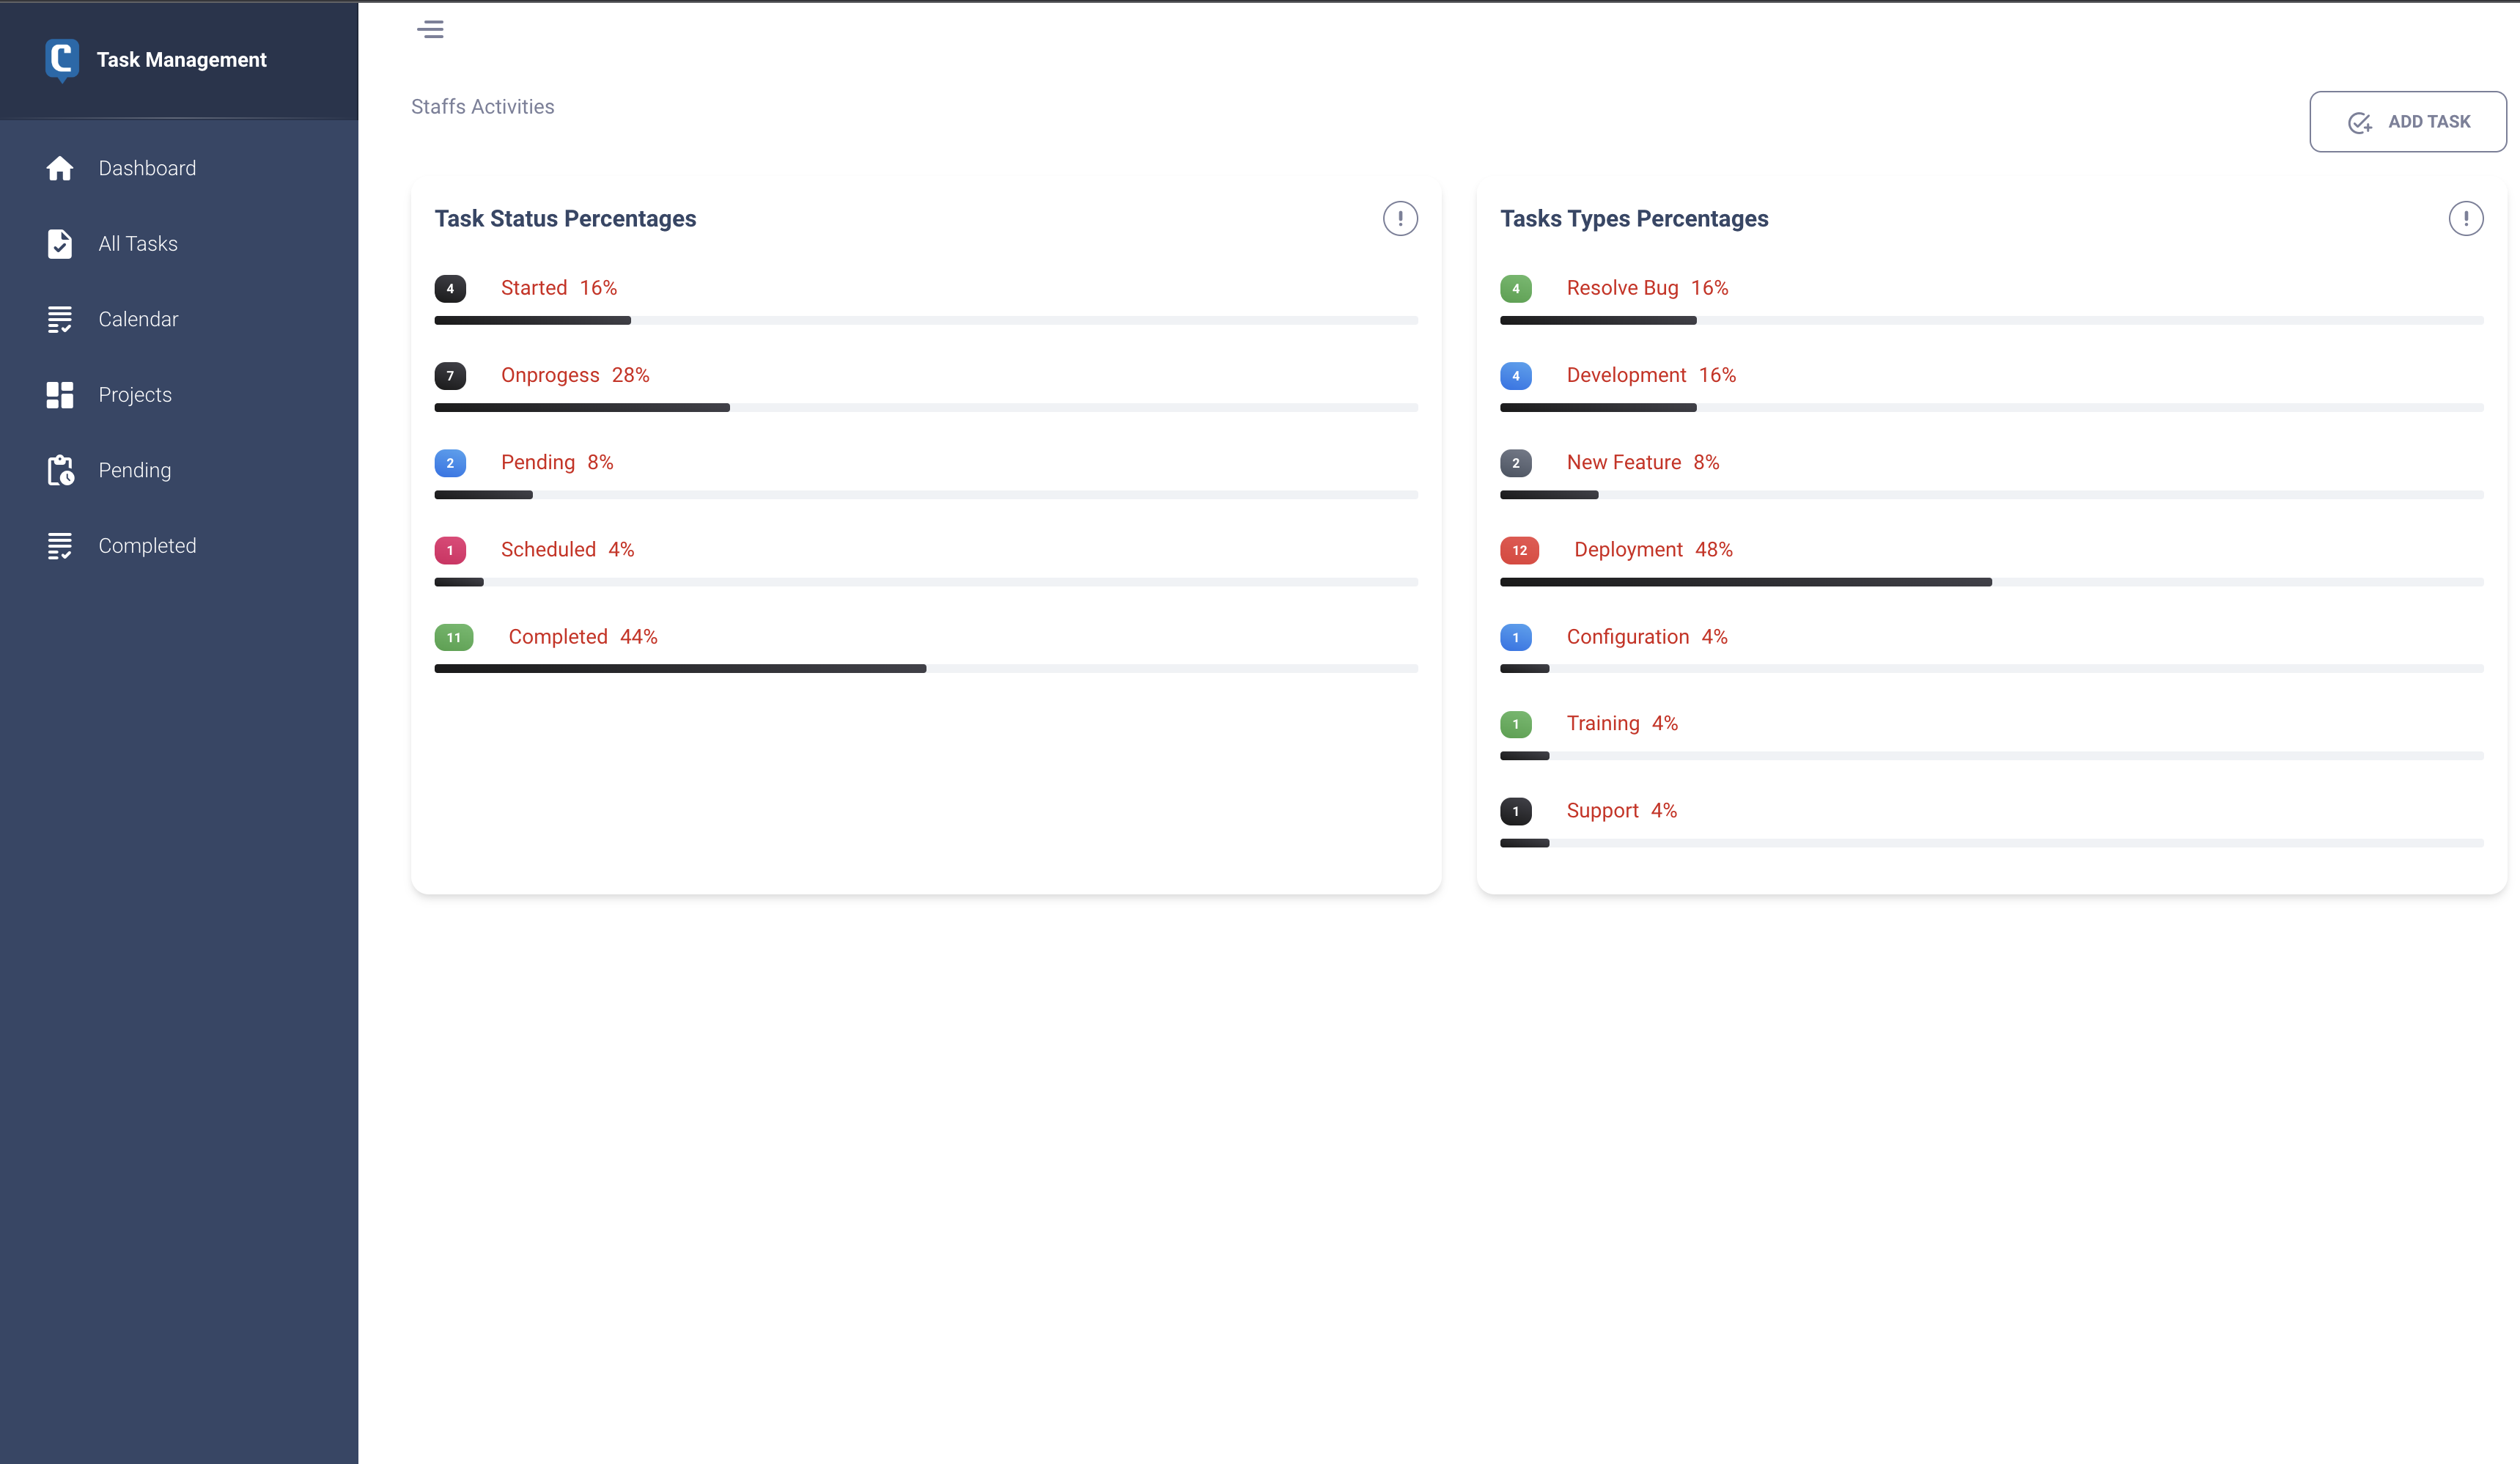 Task Management
Dashboard
All Tasks
Calendar
Projects
Pending
Completed
Staffs Activities
ADD TASK
Task Status Percentages
4 Started 16%
7 Onprogess 28%
2 Pending 8%
1 Scheduled 4%
11 Completed 44%
Tasks Types Percentages
4 Resolve Bug 16%
4 Development 16%
2 New Feature 8%
12 Deployment 48%
1 Configuration 4%
1 Training 4%
1 Support 4%